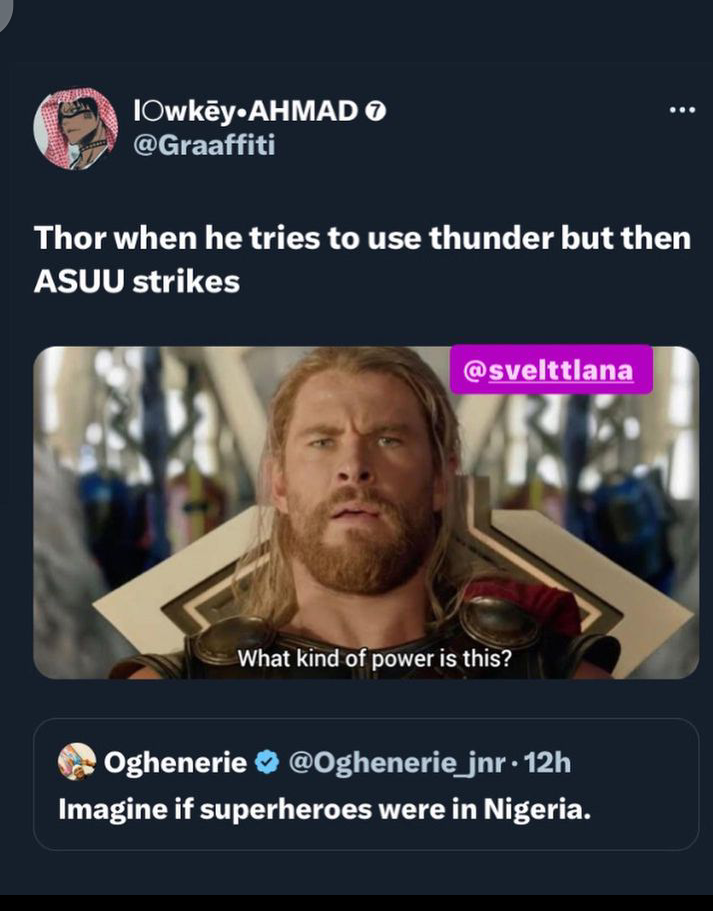 lOwkēy•AHMAD ❼
@Graaffiti
Thor when he tries to use thunder but then
ASUU strikes
@svelttlana
What kind of power is this?
Oghenerie @Oghenerie_jnr · 12h
Imagine if superheroes were in Nigeria.